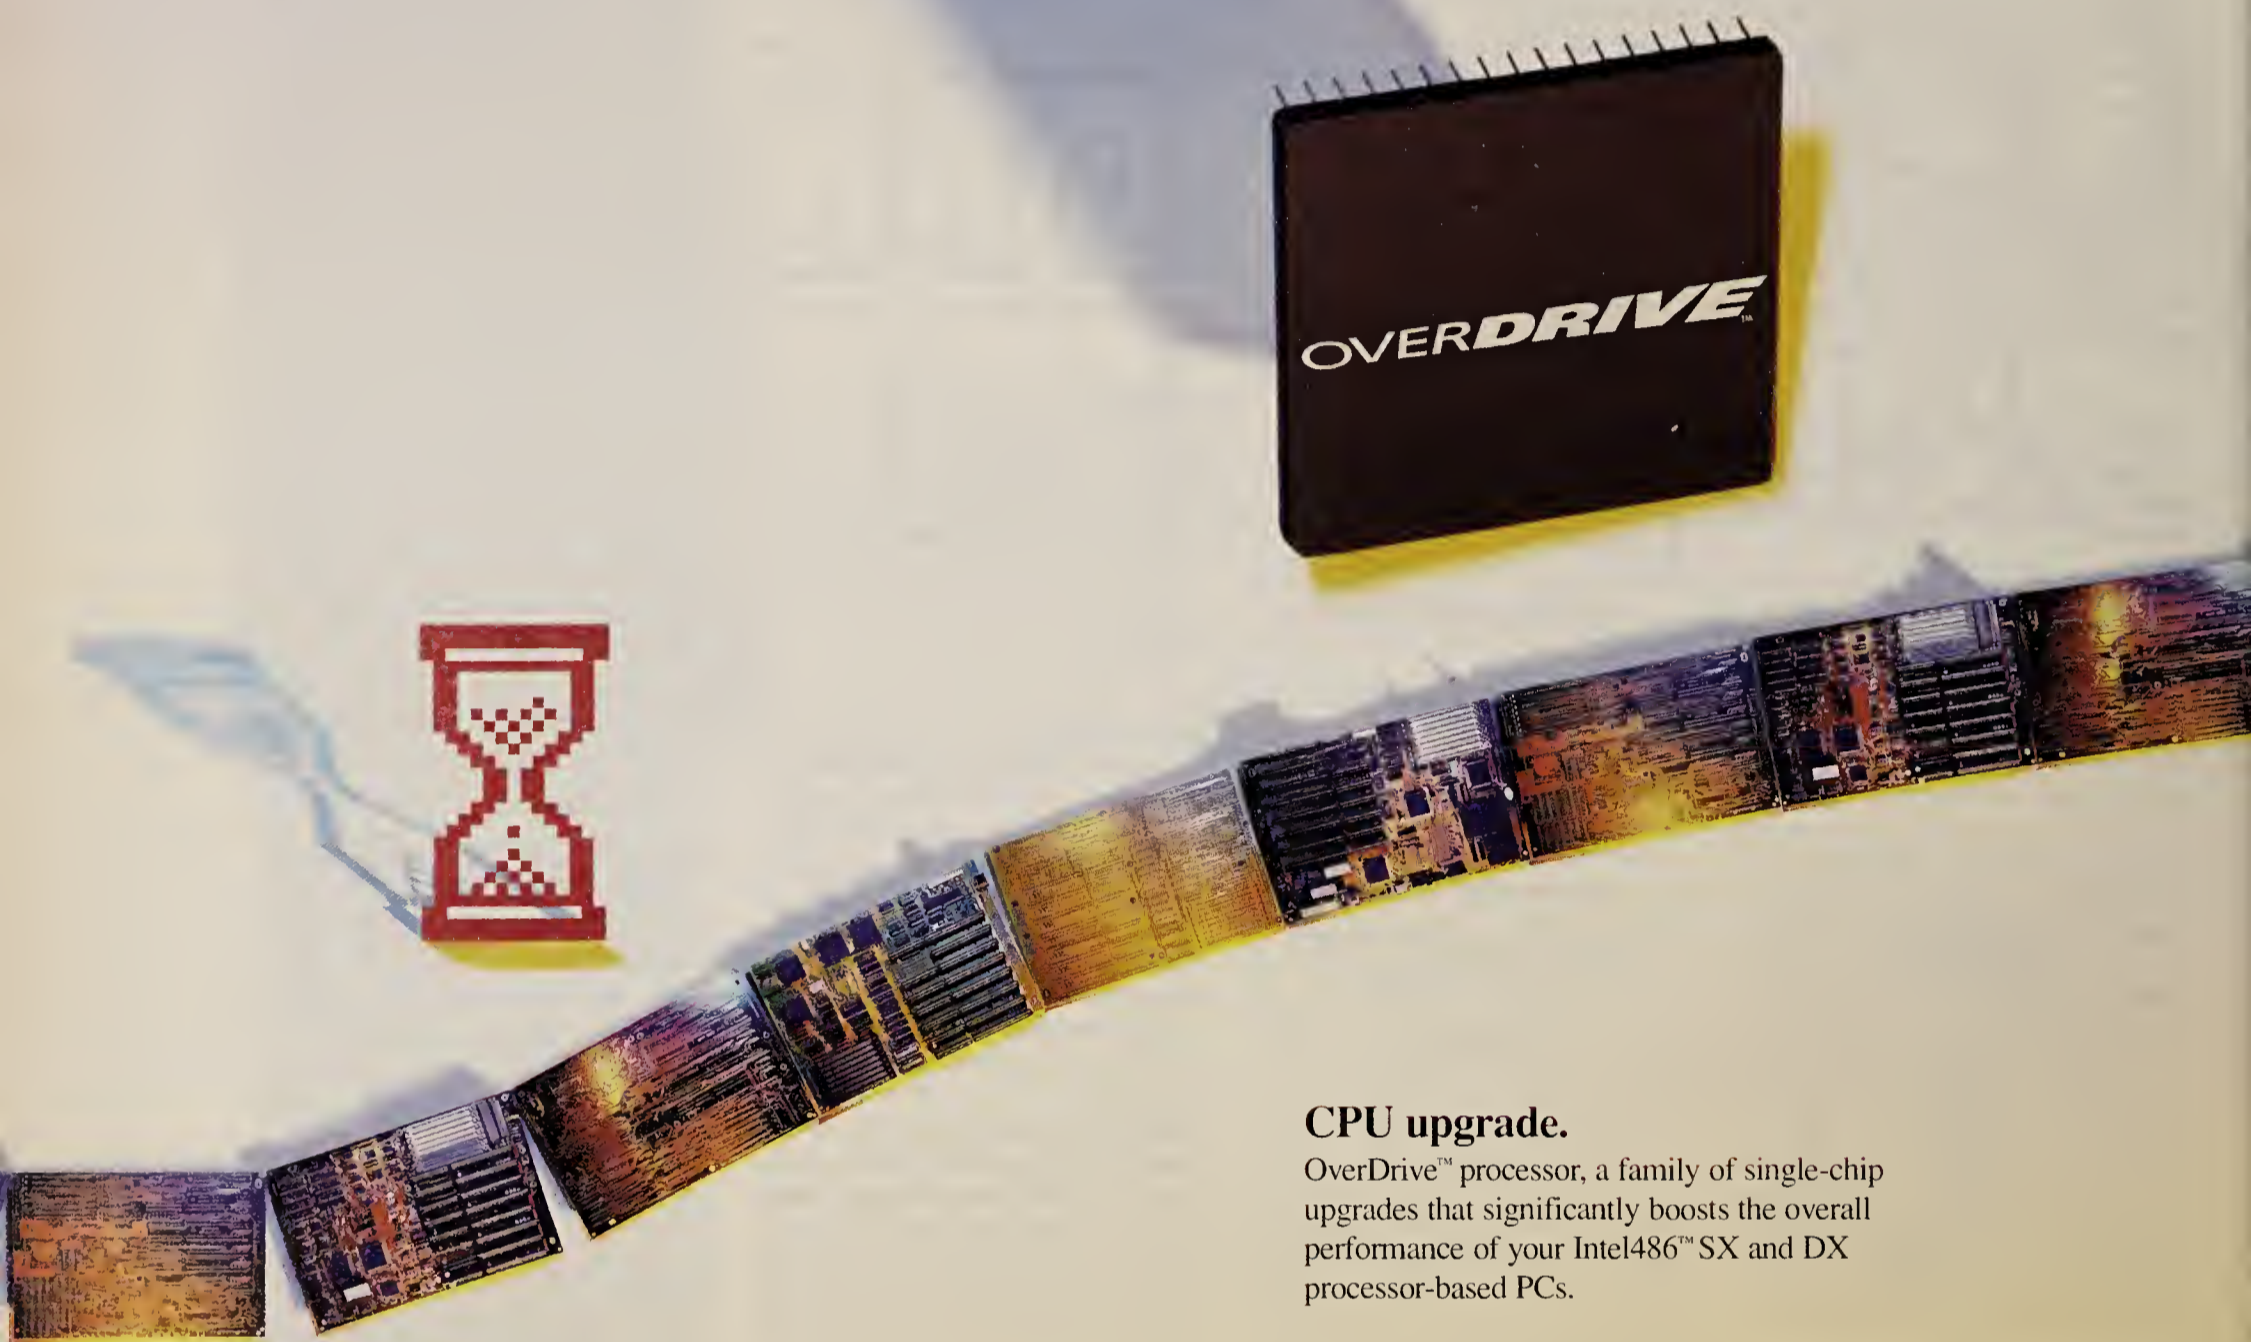 OVERDRIVE™
CPU upgrade.
OverDrive™ processor, a family of single-chip
upgrades that significantly boosts the overall
performance of your Intel486™ SX and DX
processor-based PCs.